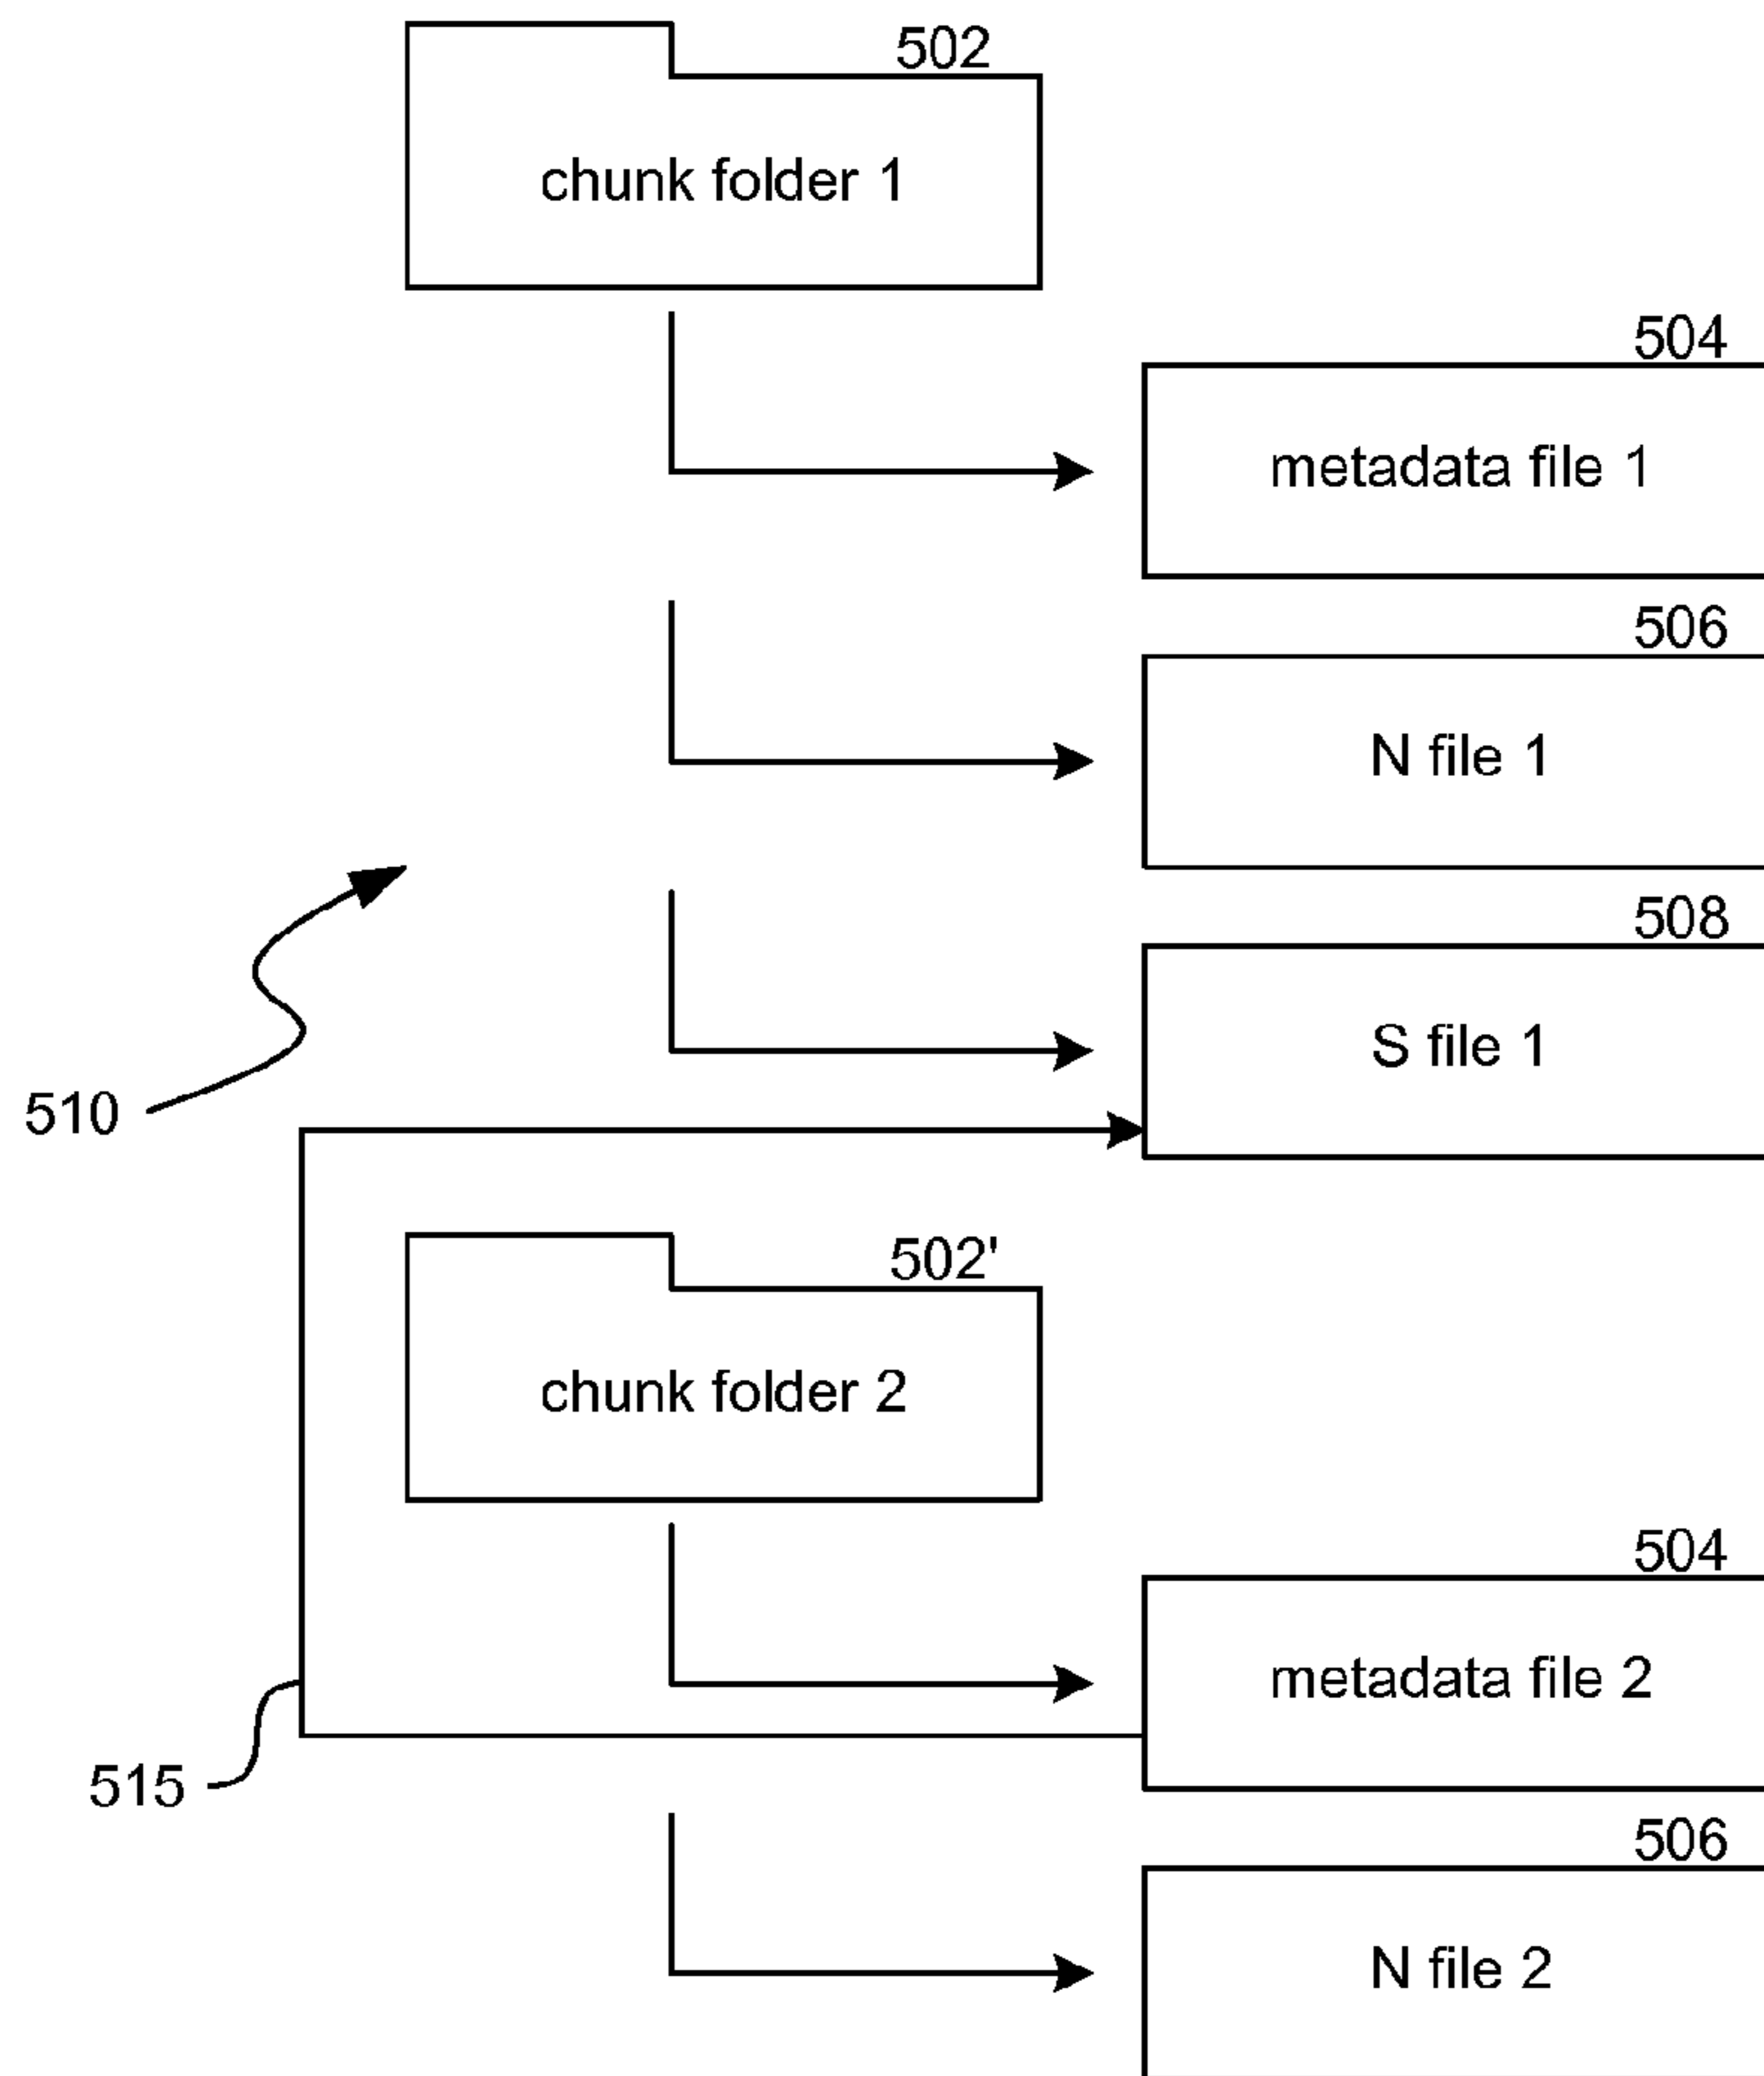 502
chunk folder 1
504
metadata file 1
506
N file 1
508
S file 1
510
502'
chunk folder 2
504
metadata file 2
515
506
N file 2